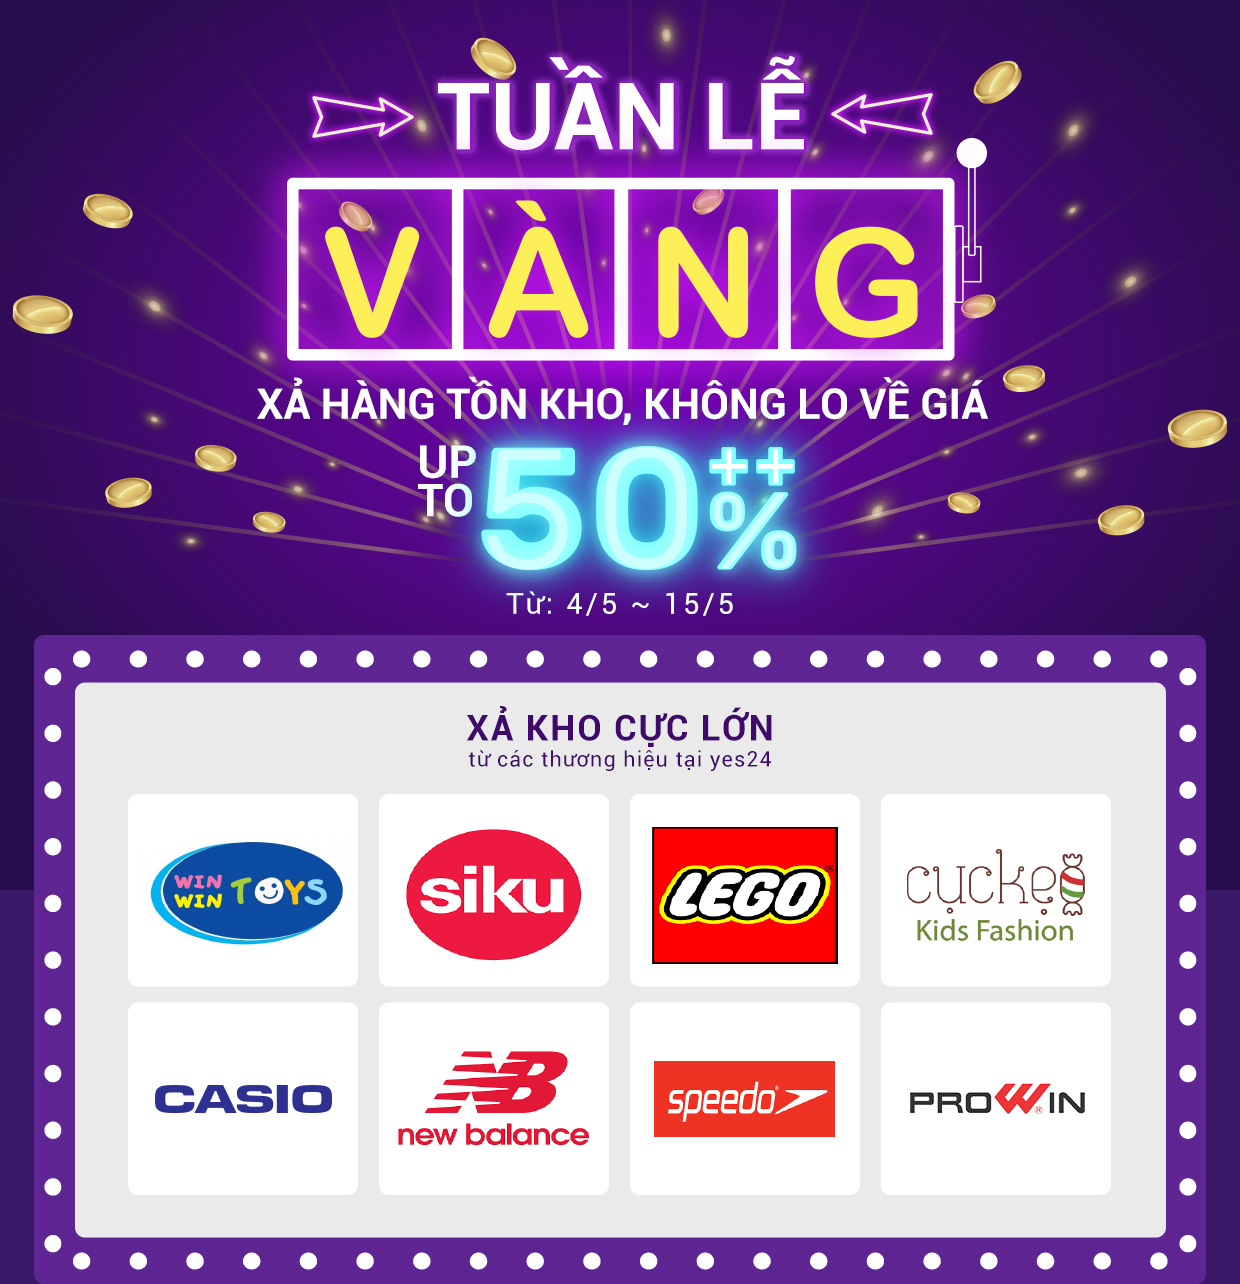 TUẦN LỄ
VÀNG
XẢ HÀNG TỒN KHO, KHÔNG LO VỀ GIÁ
UP TO 50++%
Từ: 4/5 ~ 15/5
XẢ KHO CỰC LỚN
từ các thương hiệu tại yes24
WIN WIN TOYS
siku
LEGO®
cuckeo
Kids Fashion
CASIO
NB
new balance
speedo
PROWIN®